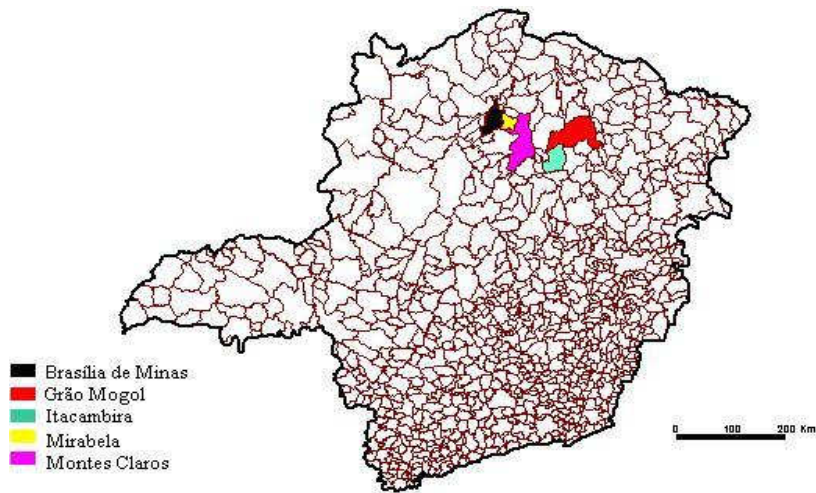 Brasília de Minas
Grão Mogol
Itacambira
Mirabela
Montes Claros
0 100 200 Km